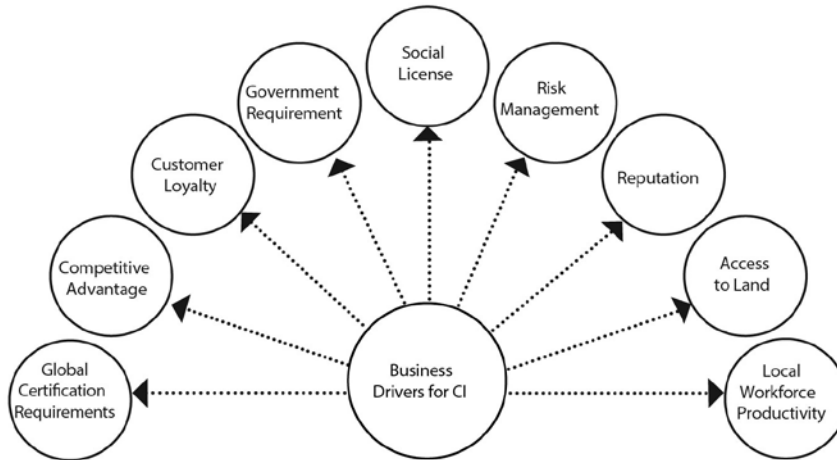 Social
License
Government
Requirement
Risk
Management
Customer
Loyalty
Reputation
Competitive
Advantage
Access
to Land
Global
Certification
Requirements
Business
Drivers for CI
Local
Workforce
Productivity